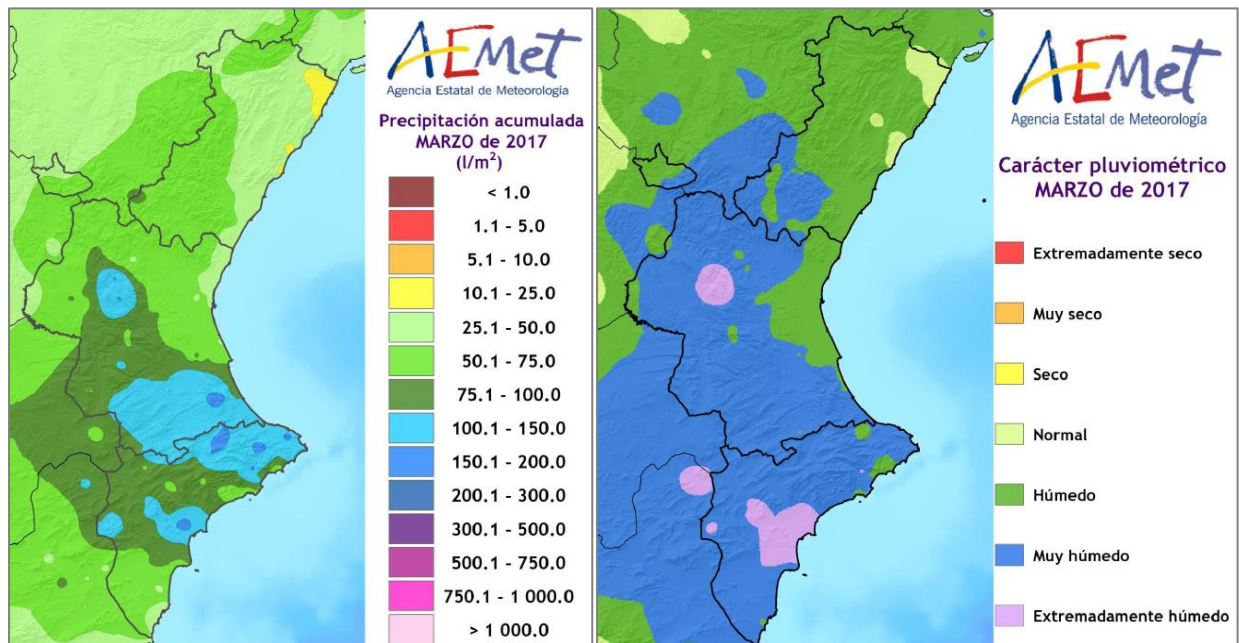 AEMet
Agencia Estatal de Meteorología
Precipitación acumulada
MARZO de 2017
(l/m²)
< 1.0
1.1 - 5.0
5.1 - 10.0
10.1 - 25.0
25.1 - 50.0
50.1 - 75.0
75.1 - 100.0
100.1 - 150.0
150.1 - 200.0
200.1 - 300.0
300.1 - 500.0
500.1 - 750.0
750.1 - 1 000.0
> 1 000.0
AEMet
Agencia Estatal de Meteorología
Carácter pluviométrico
MARZO de 2017
Extremadamente seco
Muy seco
Seco
Normal
Húmedo
Muy húmedo
Extremadamente húmedo